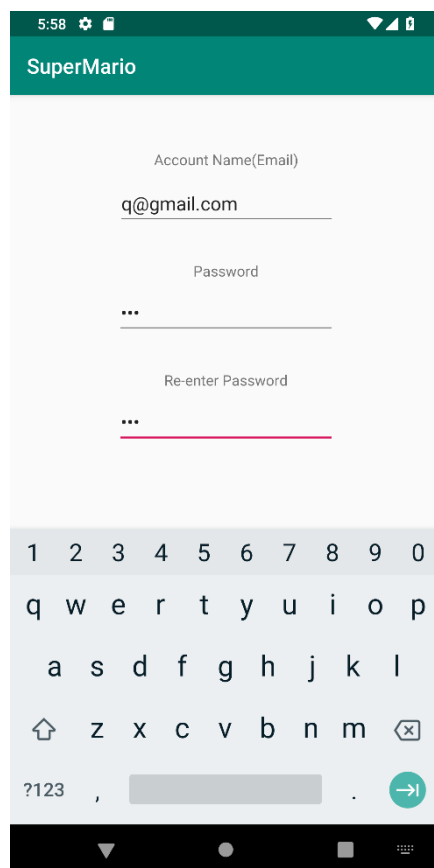 5:58
SuperMario
Account Name(Email)
q@gmail.com
Password
•••
Re-enter Password
•••
1 2 3 4 5 6 7 8 9 0
q w e r t y u i o p
a s d f g h j k l
z x c v b n m
?123 , .